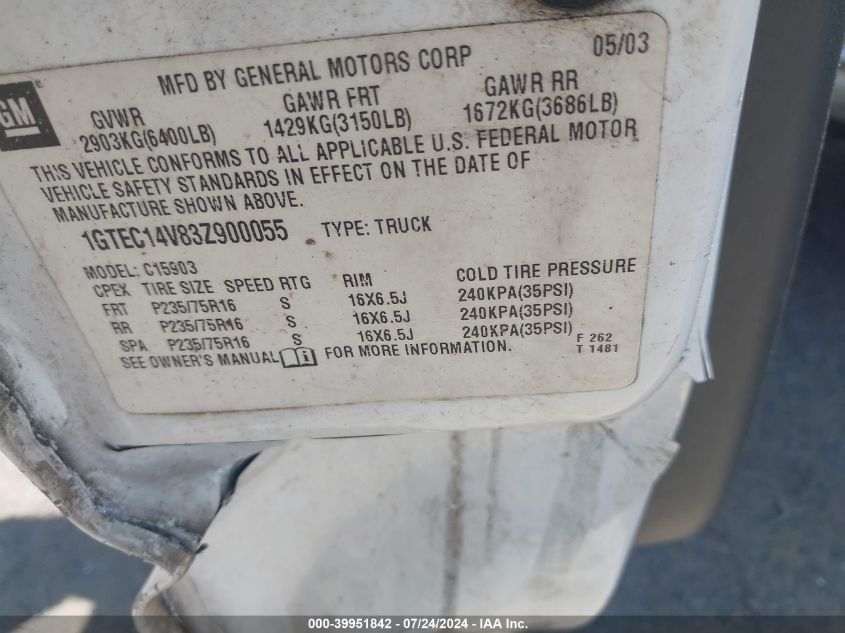 GM
®
MFD BY GENERAL MOTORS CORP 05/03
GVWR GAWR FRT GAWR RR
2903KG(6400LB) 1429KG(3150LB) 1672KG(3686LB)
THIS VEHICLE CONFORMS TO ALL APPLICABLE U.S. FEDERAL MOTOR
VEHICLE SAFETY STANDARDS IN EFFECT ON THE DATE OF
MANUFACTURE SHOWN ABOVE.
1GTEC14V83Z900055 TYPE: TRUCK
MODEL: C15903
CPEX TIRE SIZE SPEED RTG RIM COLD TIRE PRESSURE
FRT P235/75R16 S 16X6.5J 240KPA(35PSI)
RR P235/75R16 S 16X6.5J 240KPA(35PSI)
SPA P235/75R16 S 16X6.5J 240KPA(35PSI)
SEE OWNER'S MANUAL i FOR MORE INFORMATION.
F 262
T 1481
000-39951842 / 07/24/2024 - IAA Inc.